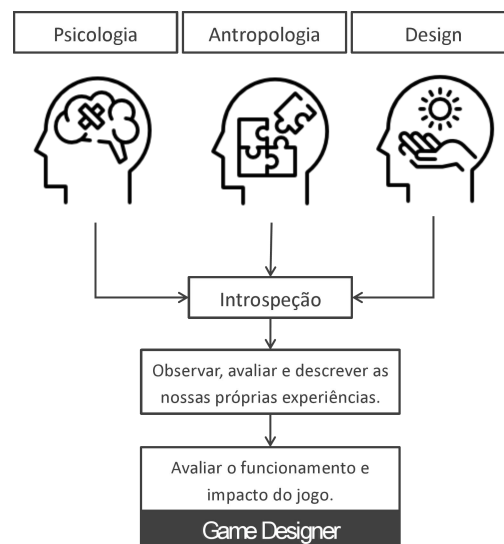 Psicologia
Antropologia
Design
Introspeção
Observar, avaliar e descrever as
nossas próprias experiências.
Avaliar o funcionamento e
impacto do jogo.
Game Designer